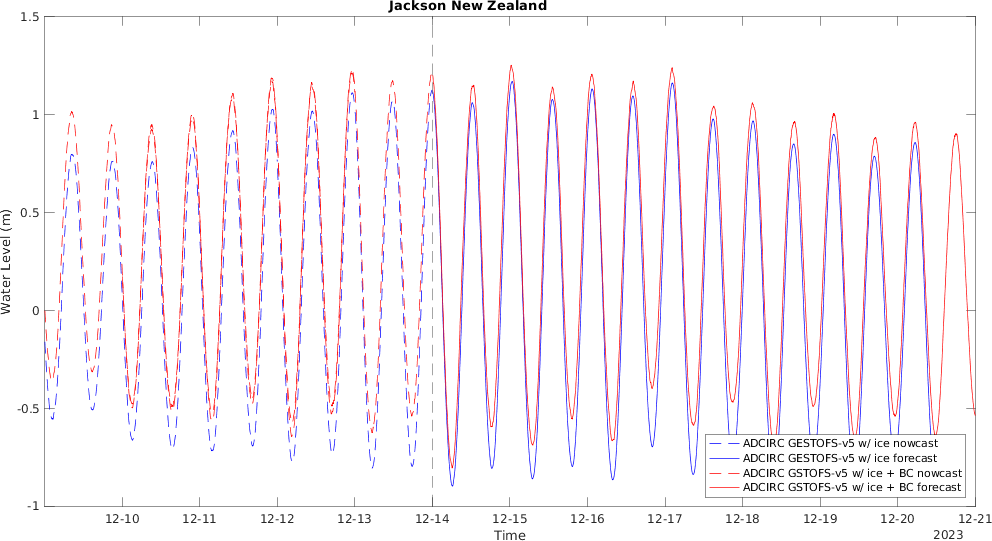 Jackson New Zealand
1.5
1
0.5
0
-0.5
-1
Water Level (m)
12-10
12-11
12-12
12-13
12-14
12-15
12-16
12-17
12-18
12-19
12-20
12-21
Time
2023
ADCIRC GESTOFS-v5 w/ ice nowcast
ADCIRC GESTOFS-v5 w/ ice forecast
ADCIRC GSTOFS-v5 w/ ice + BC nowcast
ADCIRC GSTOFS-v5 w/ ice + BC forecast